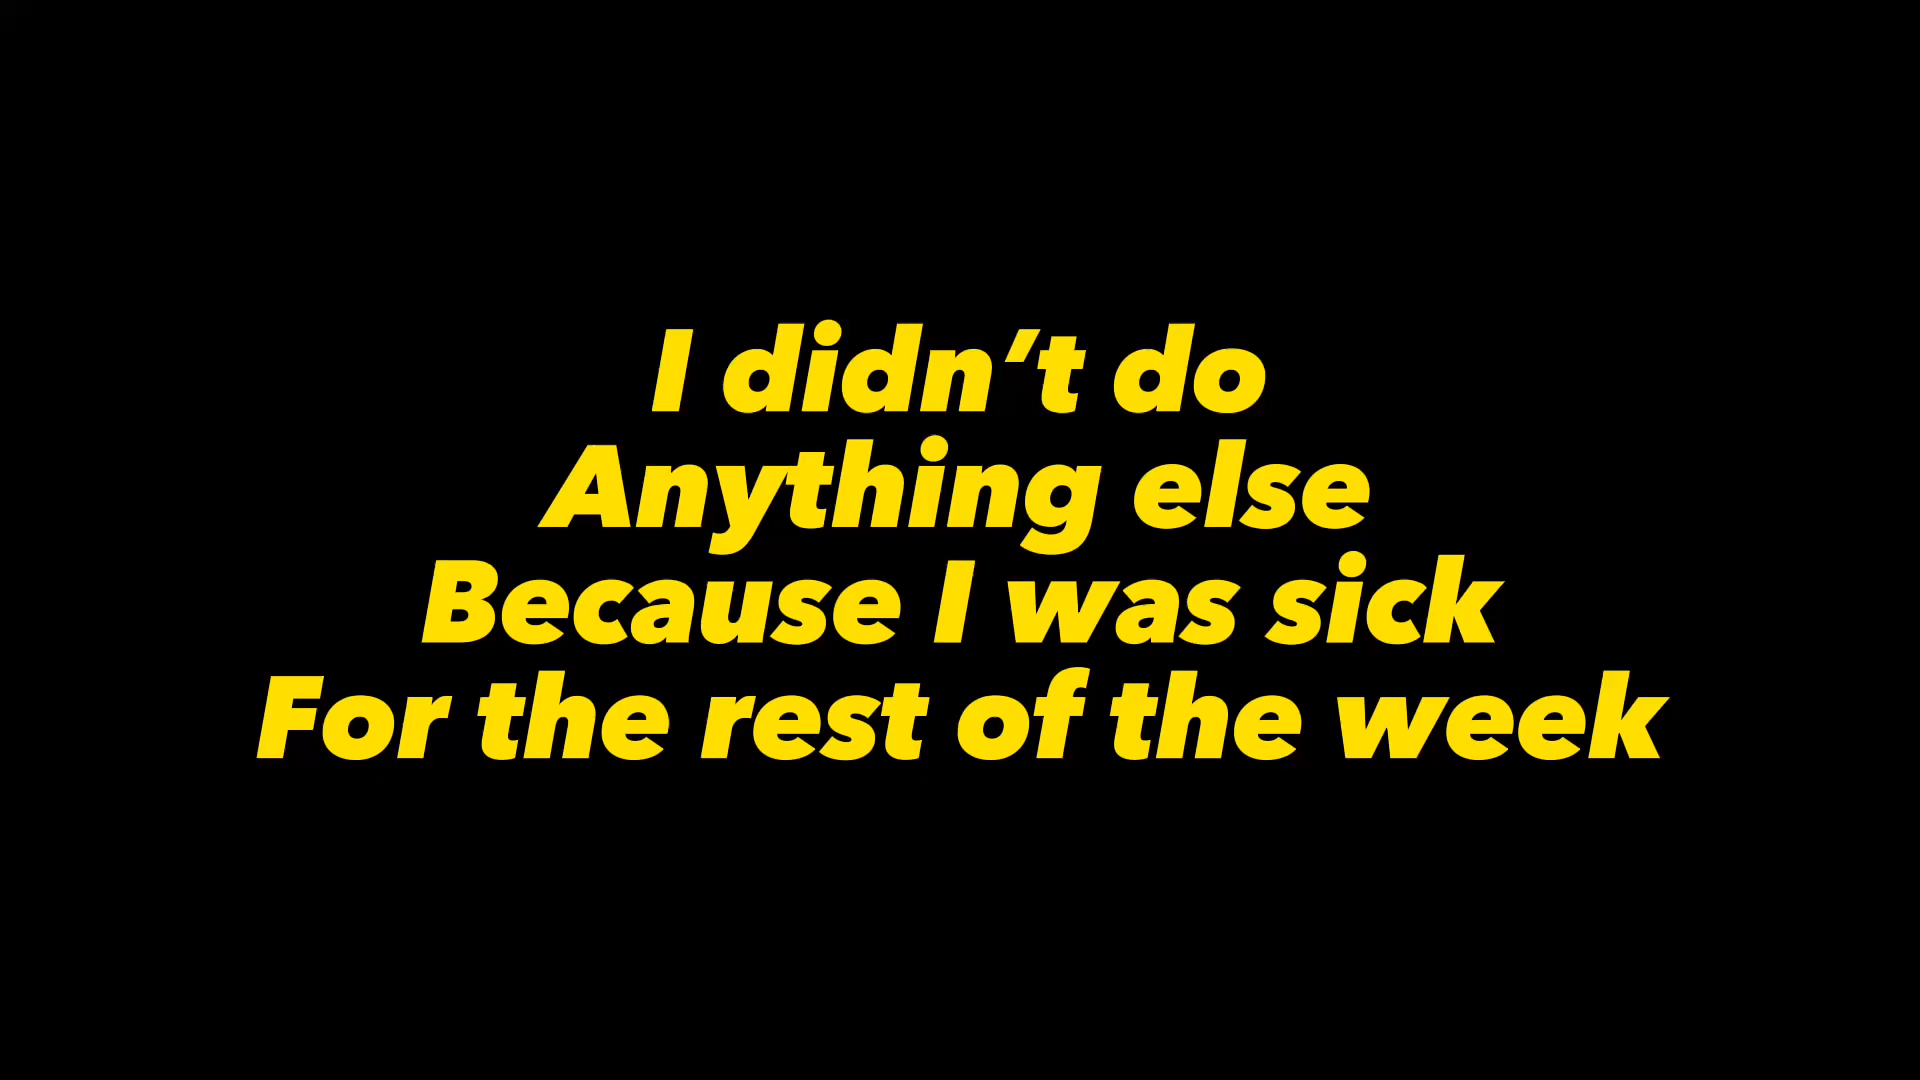 I didn’t do
Anything else
Because I was sick
For the rest of the week